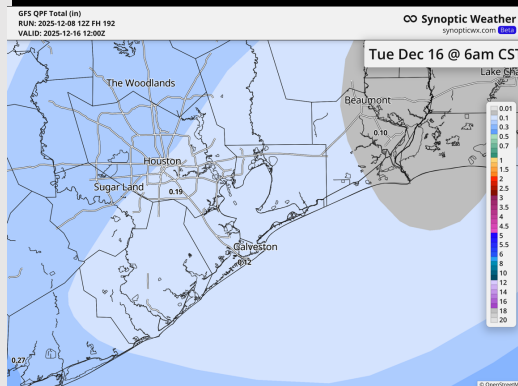 GFS QPF Total (in)
RUN: 2025-12-08 12Z FH 192
VALID: 2025-12-16 12:00Z
Synoptic Weather
synopticwx.com Beta
Tue Dec 16 @ 6am CST
Lake Cha
The Woodlands
Beaumont
0.10
Houston
Sugar Land
0.19
Galveston
0.12
0.27
0.01
0.1
0.3
0.5
0.7
1
1.5
2
2.5
3
3.5
4
4.5
5
5.5
6
8
10
12
14
16
18
20
© OpenStreetM